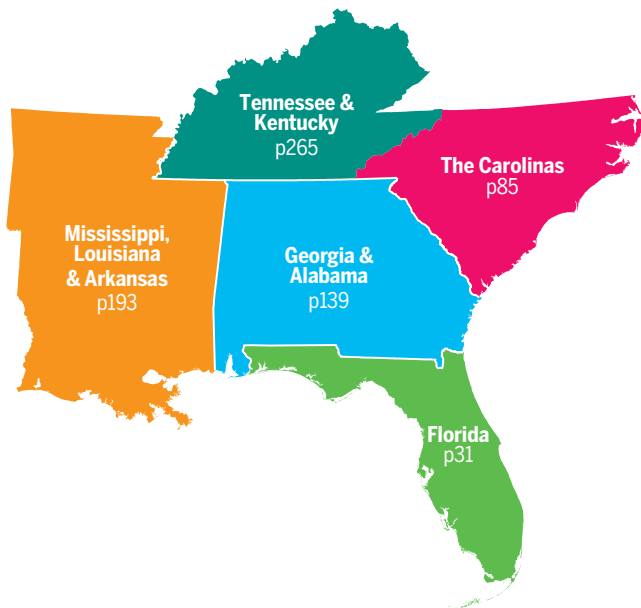 Tennessee &
Kentucky
p265
The Carolinas
p85
Mississippi,
Louisiana
& Arkansas
p193
Georgia &
Alabama
p139
Florida
p31